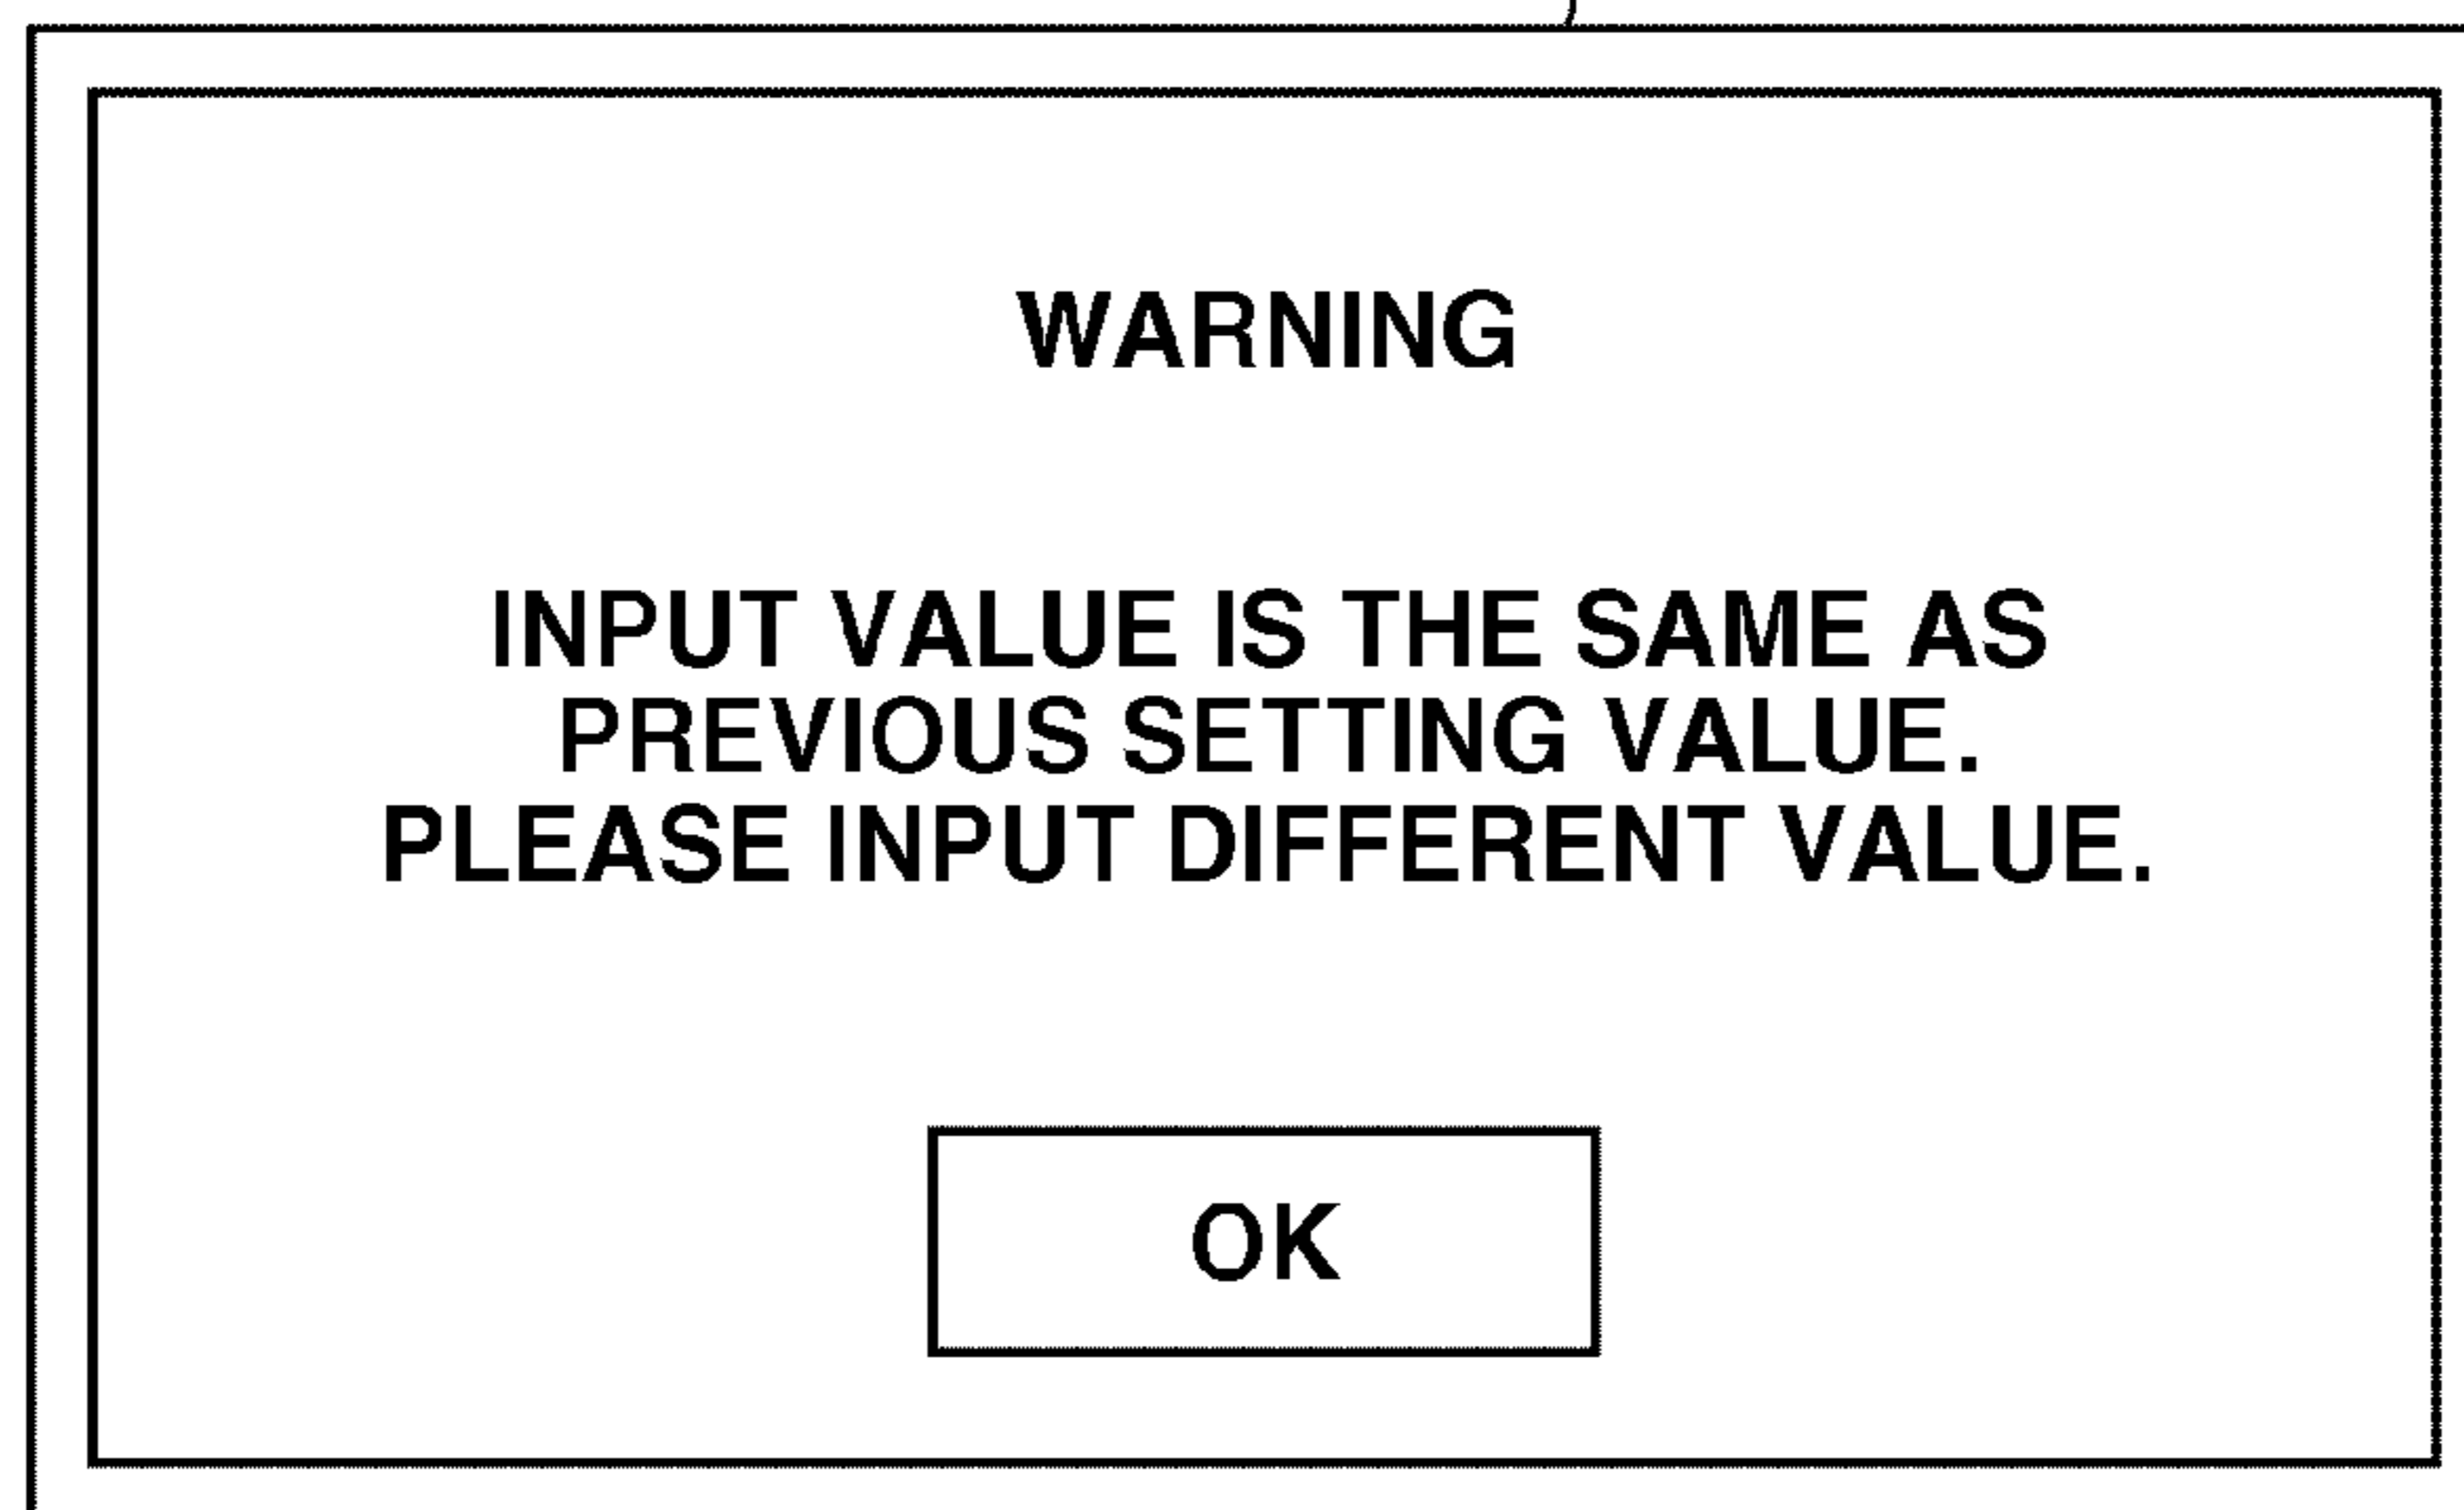 WARNING
INPUT VALUE IS THE SAME AS
PREVIOUS SETTING VALUE.
PLEASE INPUT DIFFERENT VALUE.
OK